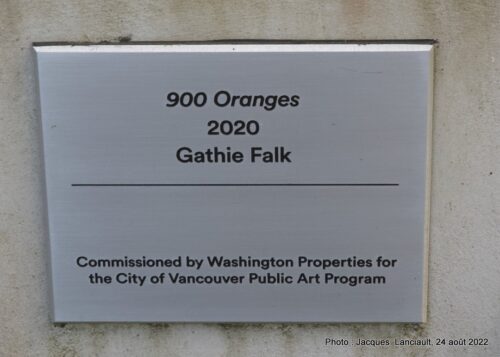 900 Oranges
2020
Gathie Falk
Commissioned by Washington Properties for
the City of Vancouver Public Art Program
Photo : Jacques Lanciault, 24 août 2022